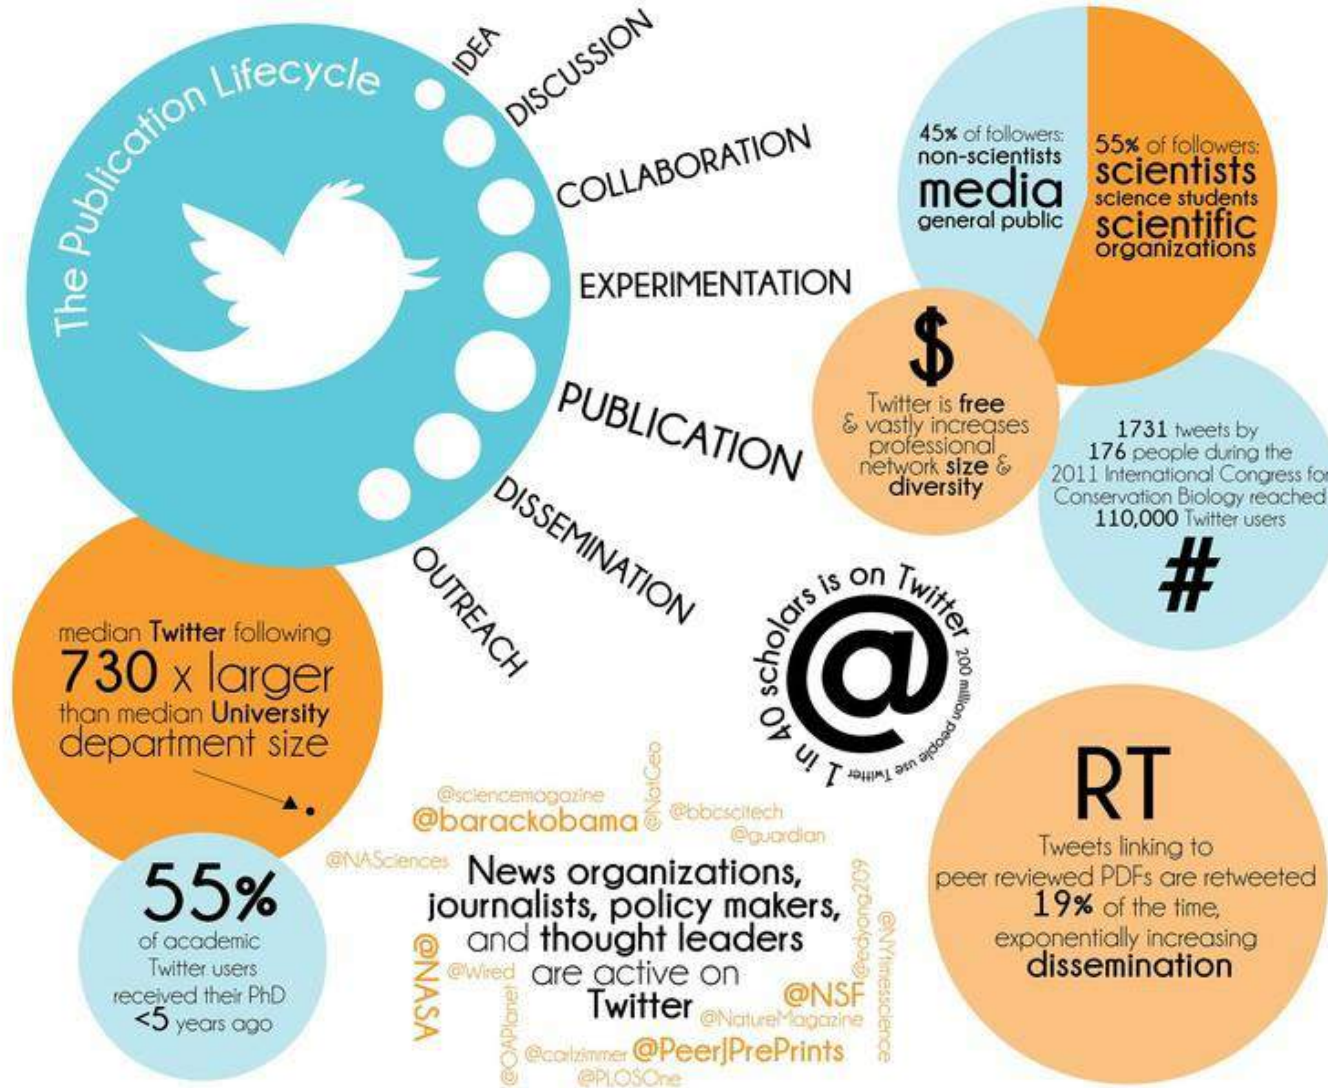 The Publication Lifecycle
IDEA
DISCUSSION
COLLABORATION
EXPERIMENTATION
PUBLICATION
DISSEMINATION
OUTREACH
45% of followers:
non-scientists
media
general public
55% of followers:
scientists
science students
scientific
organizations
$
Twitter is free
& vastly increases
professional
network size &
diversity
1731 tweets by
176 people during the
2011 International Congress for
Conservation Biology reached
110,000 Twitter users
#
median Twitter following
730 x larger
than median University
department size
1 in 40 scholars is on Twitter
200 million people use Twitter
@
55%
of academic
Twitter users
received their PhD
<5 years ago
@sciencemagazine
@barackobama
@NatGeo
@bbcscitech
@guardian
@NASciences
News organizations,
journalists, policy makers,
and thought leaders
are active on
Twitter
@NASA
@Wired
@OAPlanet
@edyong209
@NYtimesscience
@NSF
@NatureMagazine
@carlzimmer
@PeerJPrePrints
@PLOSOne
RT
Tweets linking to
peer reviewed PDFs are retweeted
19% of the time,
exponentially increasing
dissemination